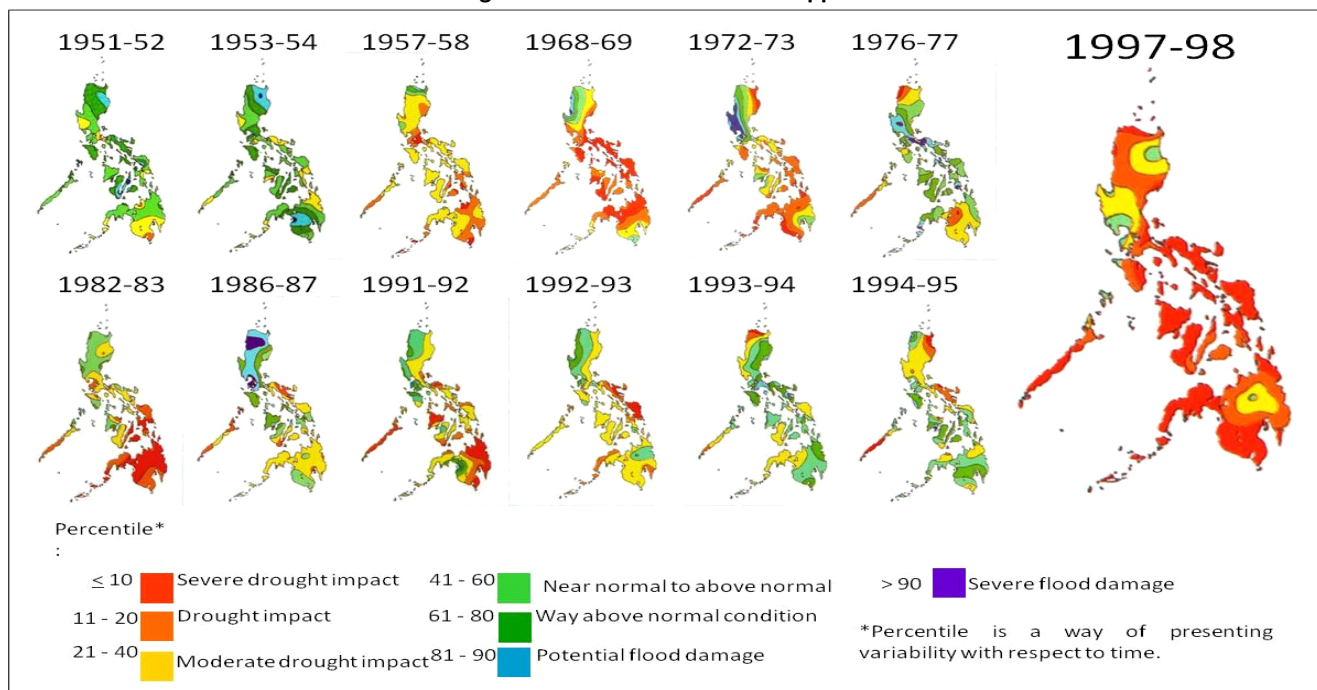 1951-52 1953-54 1957-58 1968-69 1972-73 1976-77 1997-98
1982-83 1986-87 1991-92 1992-93 1993-94 1994-95
Percentile*
:
≤ 10 Severe drought impact
11 - 20 Drought impact
21 - 40 Moderate drought impact
41 - 60 Near normal to above normal
61 - 80 Way above normal condition
81 - 90 Potential flood damage
> 90 Severe flood damage
*Percentile is a way of presenting
variability with respect to time.